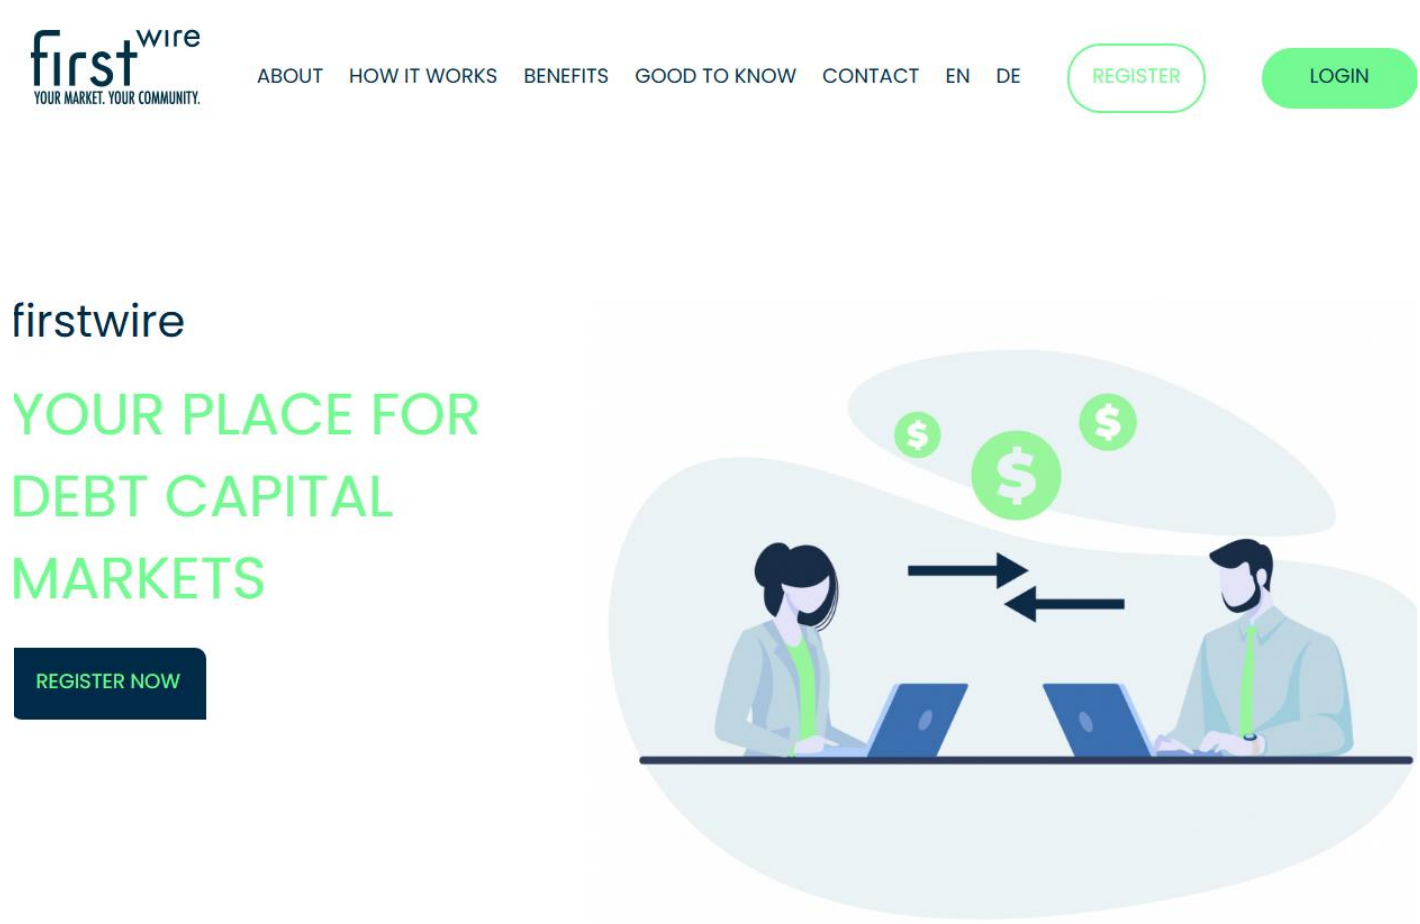 first wire
YOUR MARKET. YOUR COMMUNITY.
ABOUT HOW IT WORKS BENEFITS GOOD TO KNOW CONTACT EN DE REGISTER LOGIN
firstwire
YOUR PLACE FOR
DEBT CAPITAL
MARKETS
REGISTER NOW
$ $ $